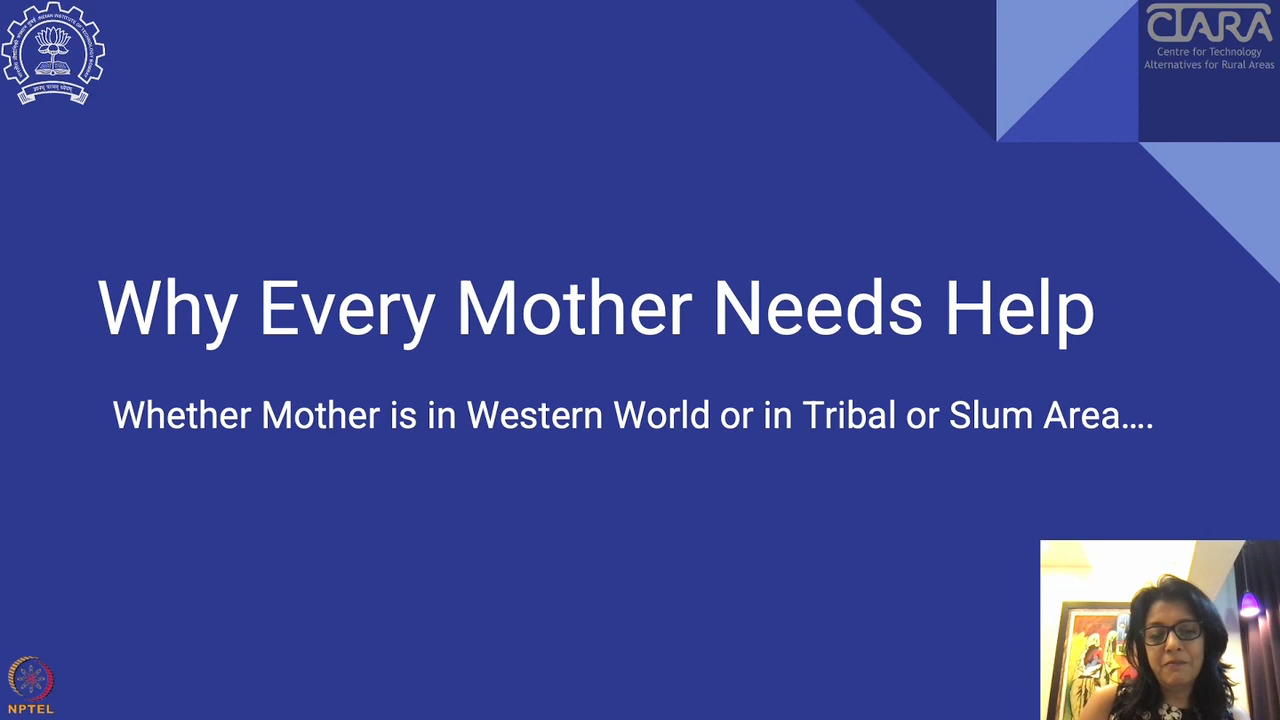 CTARA
Centre for Technology
Alternatives for Rural Areas
Why Every Mother Needs Help
Whether Mother is in Western World or in Tribal or Slum Area....
NPTEL